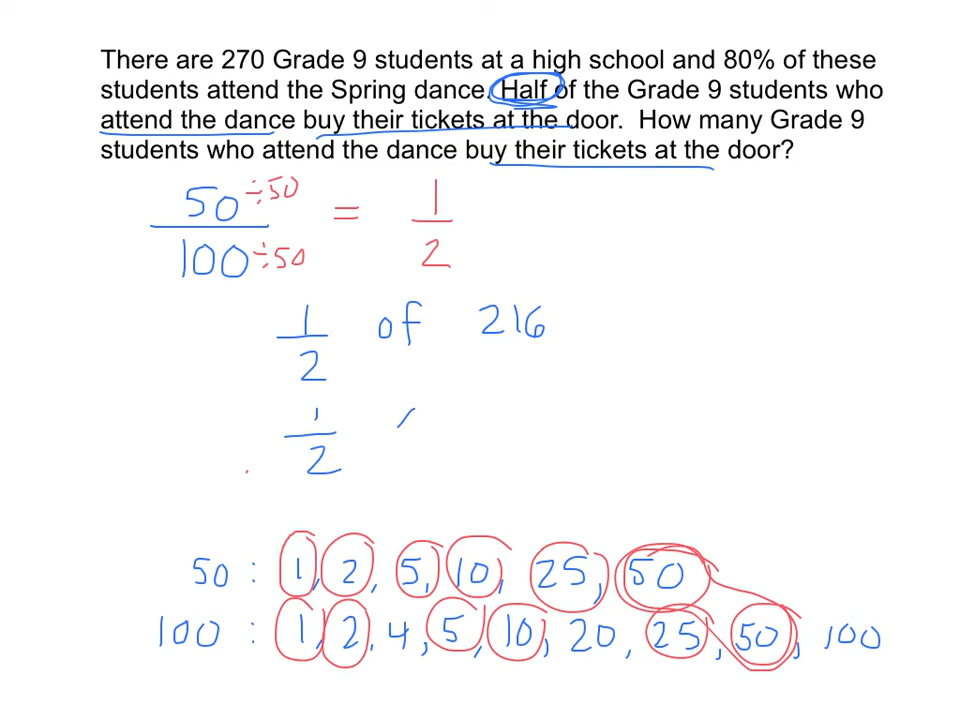 There are 270 Grade 9 students at a high school and 80% of these
students attend the Spring dance. Half of the Grade 9 students who
attend the dance buy their tickets at the door. How many Grade 9
students who attend the dance buy their tickets at the door?
50 ÷50 = 1
100 ÷50 2
1 of 216
2
1
2
50 : 1, 2, 5, 10, 25, 50
100 : 1, 2, 4, 5, 10, 20, 25, 50, 100